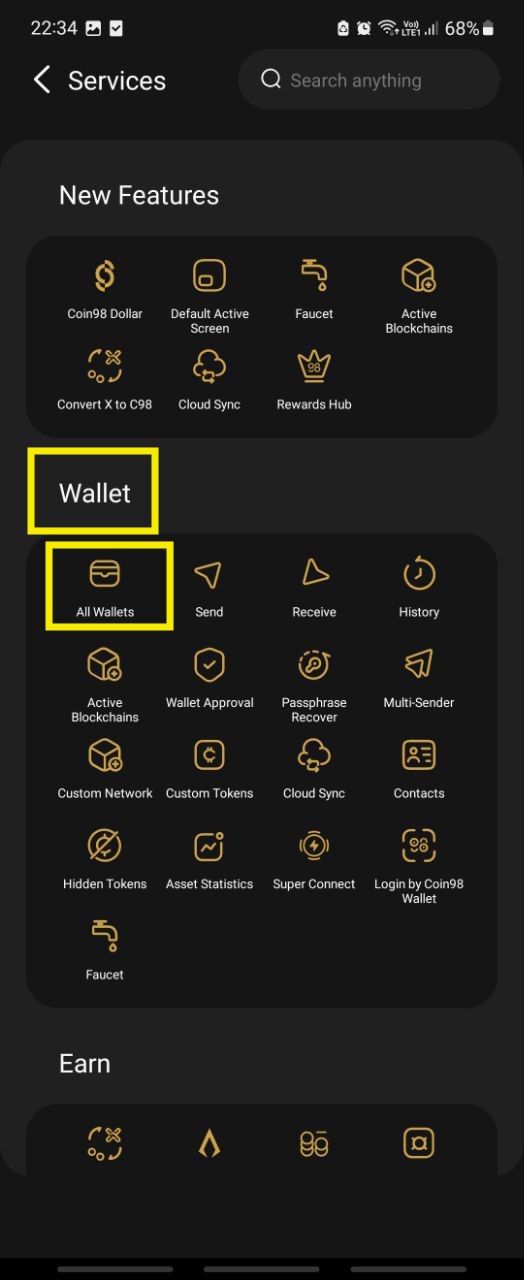 22:34
Vo)) LTE1 68%
Services
Search anything
New Features
Coin98 Dollar
Default Active
Screen
Faucet
Active
Blockchains
Convert X to C98
Cloud Sync
98
Rewards Hub
Wallet
All Wallets
Send
Receive
History
Active
Blockchains
Wallet Approval
Passphrase
Recover
Multi-Sender
Custom Network
Custom Tokens
Cloud Sync
Contacts
Hidden Tokens
Asset Statistics
Super Connect
Login by Coin98
Wallet
Faucet
Earn